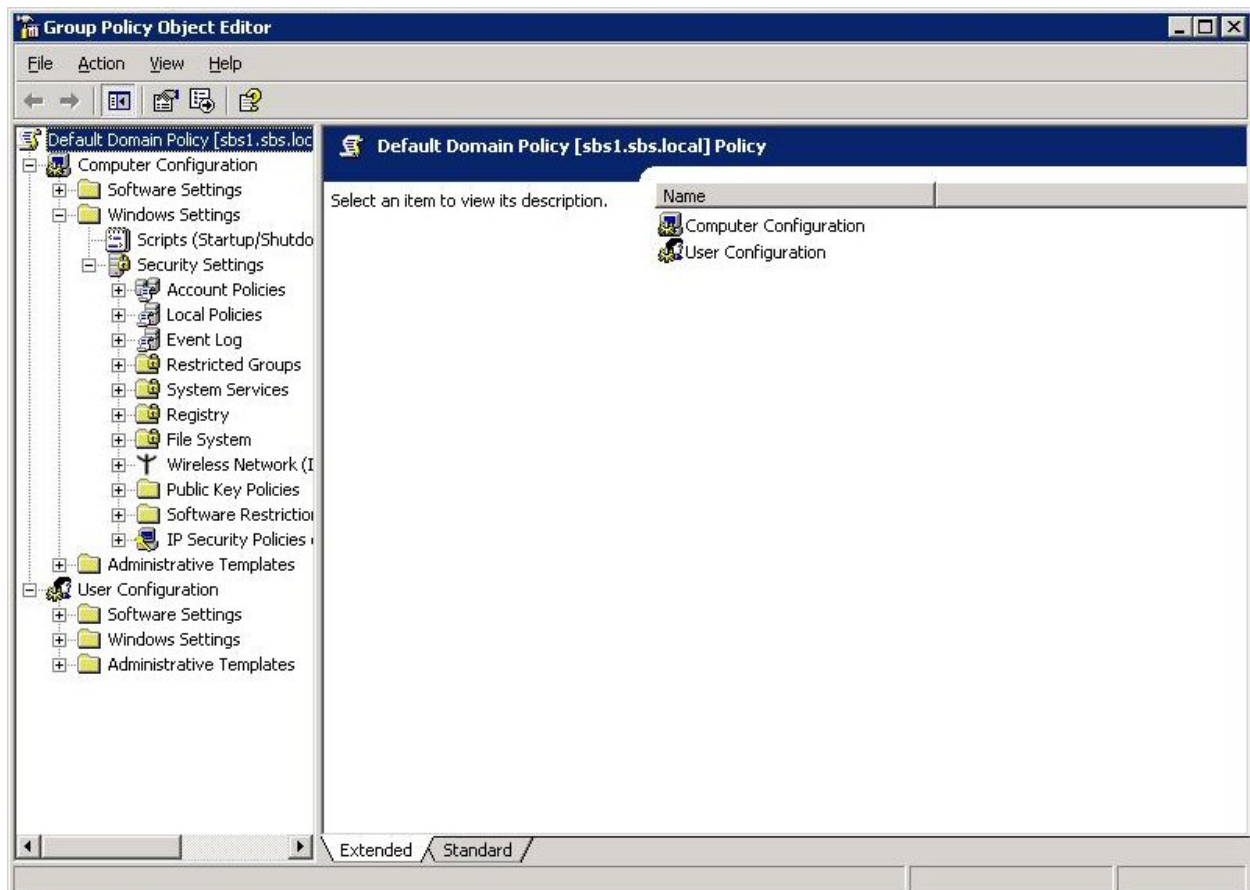 Group Policy Object Editor
File Action View Help
Default Domain Policy [sbs1.sbs.loc
Computer Configuration
Software Settings
Windows Settings
Scripts (Startup/Shutdo
Security Settings
Account Policies
Local Policies
Event Log
Restricted Groups
System Services
Registry
File System
Wireless Network (I
Public Key Policies
Software Restriction
IP Security Policies
Administrative Templates
User Configuration
Software Settings
Windows Settings
Administrative Templates
Default Domain Policy [sbs1.sbs.local] Policy
Select an item to view its description.
Name
Computer Configuration
User Configuration
Extended Standard